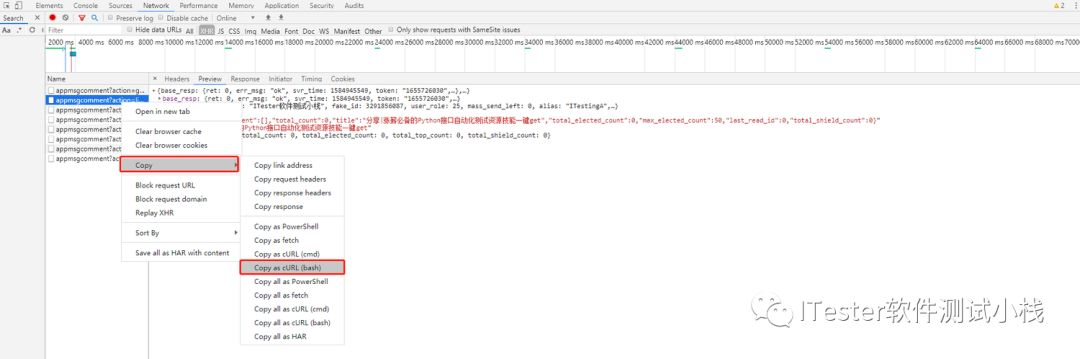 Elements Console Sources Network Performance Memory Application Security Audits 2
Search × Preserve log Disable cache Online
Aa .* Filter Hide data URLs All XHR JS CSS Img Media Font Doc WS Manifest Other Only show requests with SameSite issues
2000 ms 4000 ms 6000 ms 8000 ms 10000 ms 12000 ms 14000 ms 16000 ms 18000 ms 20000 ms 22000 ms 24000 ms 26000 ms 28000 ms 30000 ms 32000 ms 34000 ms 36000 ms 38000 ms 40000 ms 42000 ms 44000 ms 46000 ms 48000 ms 50000 ms 52000 ms 54000 ms 56000 ms 58000 ms 60000 ms 62000 ms 64000 ms 66000 ms 68000 ms 70000
Name × Headers Preview Response Initiator Timing Cookies
appmsgcomment?action=g... {base_resp: {ret: 0, err_msg: "ok", svr_time: 1584945549, token: "1655726030",…},…}
appmsgcomment?action=li... base_resp: {ret: 0, err_msg: "ok", svr_time: 1584945549, token: "1655726030",…}
appmsgcomment?ac : "ITester软件测试小栈", fake_id: 3291856087, user_role: 25, mass_send_left: 0, alias: "ITestingA",…}
appmsgcomment?ac ent":[],"total_count":0,"title":"分享|
Python接口自动化测试资源技能一键get","total_elected_count":0,"max_elected_count":50,"last_read_id":0,"total_shield_count":0}"
appmsgcomment?ac Python接口自动化测试资源技能一键get"
appmsgcomment?ac total_count: 0, total_elected_count: 0, total_top_count: 0, total_shield_count: 0}
appmsgcomment?ac
appmsgcomment?ac
Open in new tab
Clear browser cache
Clear browser cookies
Copy
Block request URL
Block request domain
Replay XHR
Sort By
Save all as HAR with content
Copy link address
Copy request headers
Copy response headers
Copy response
Copy as PowerShell
Copy as fetch
Copy as cURL (cmd)
Copy as cURL (bash)
Copy all as PowerShell
Copy all as fetch
Copy all as cURL (cmd)
Copy all as cURL (bash)
Copy all as HAR
ITester软件测试小栈